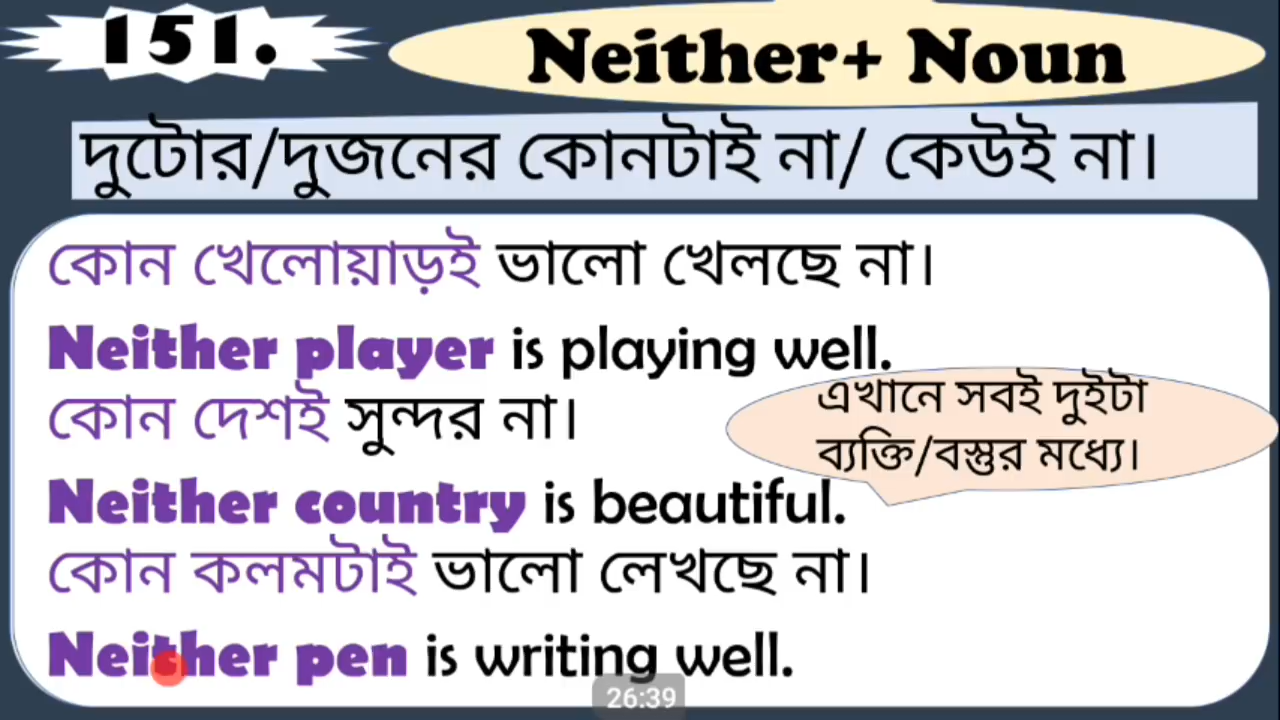 151.
Neither+ Noun
দুটোর/দুজনের কোনটাই না/ কেউই না।
কোন খেলোয়াড়ই ভালো খেলছে না।
Neither player is playing well.
কোন দেশই সুন্দর না।
এখানে সবই দুইটা
ব্যক্তি/বস্তুর মধ্যে।
Neither country is beautiful.
কোন কলমটাই ভালো লেখছে না।
Neither pen is writing well.
26:39